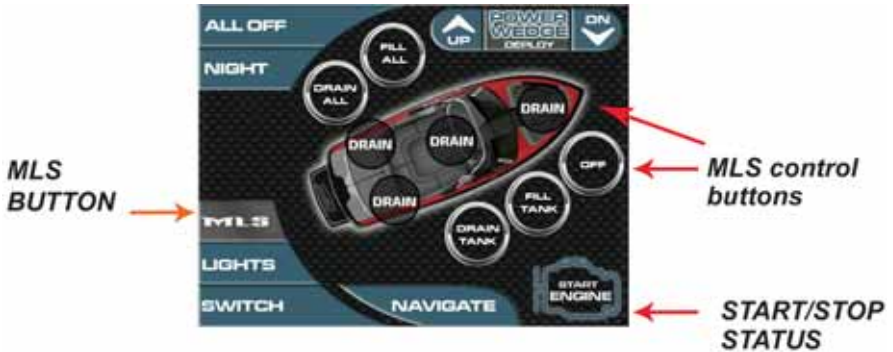 ALL OFF
NIGHT
FILL
ALL
DRAIN
ALL
UP
POWER
WEDGE
DEPLOY
DN
DRAIN
DRAIN
DRAIN
DRAIN
OFF
FILL
TANK
DRAIN
TANK
MLS
LIGHTS
SWITCH
NAVIGATE
START
ENGINE
MLS
BUTTON
MLS control
buttons
START/STOP
STATUS